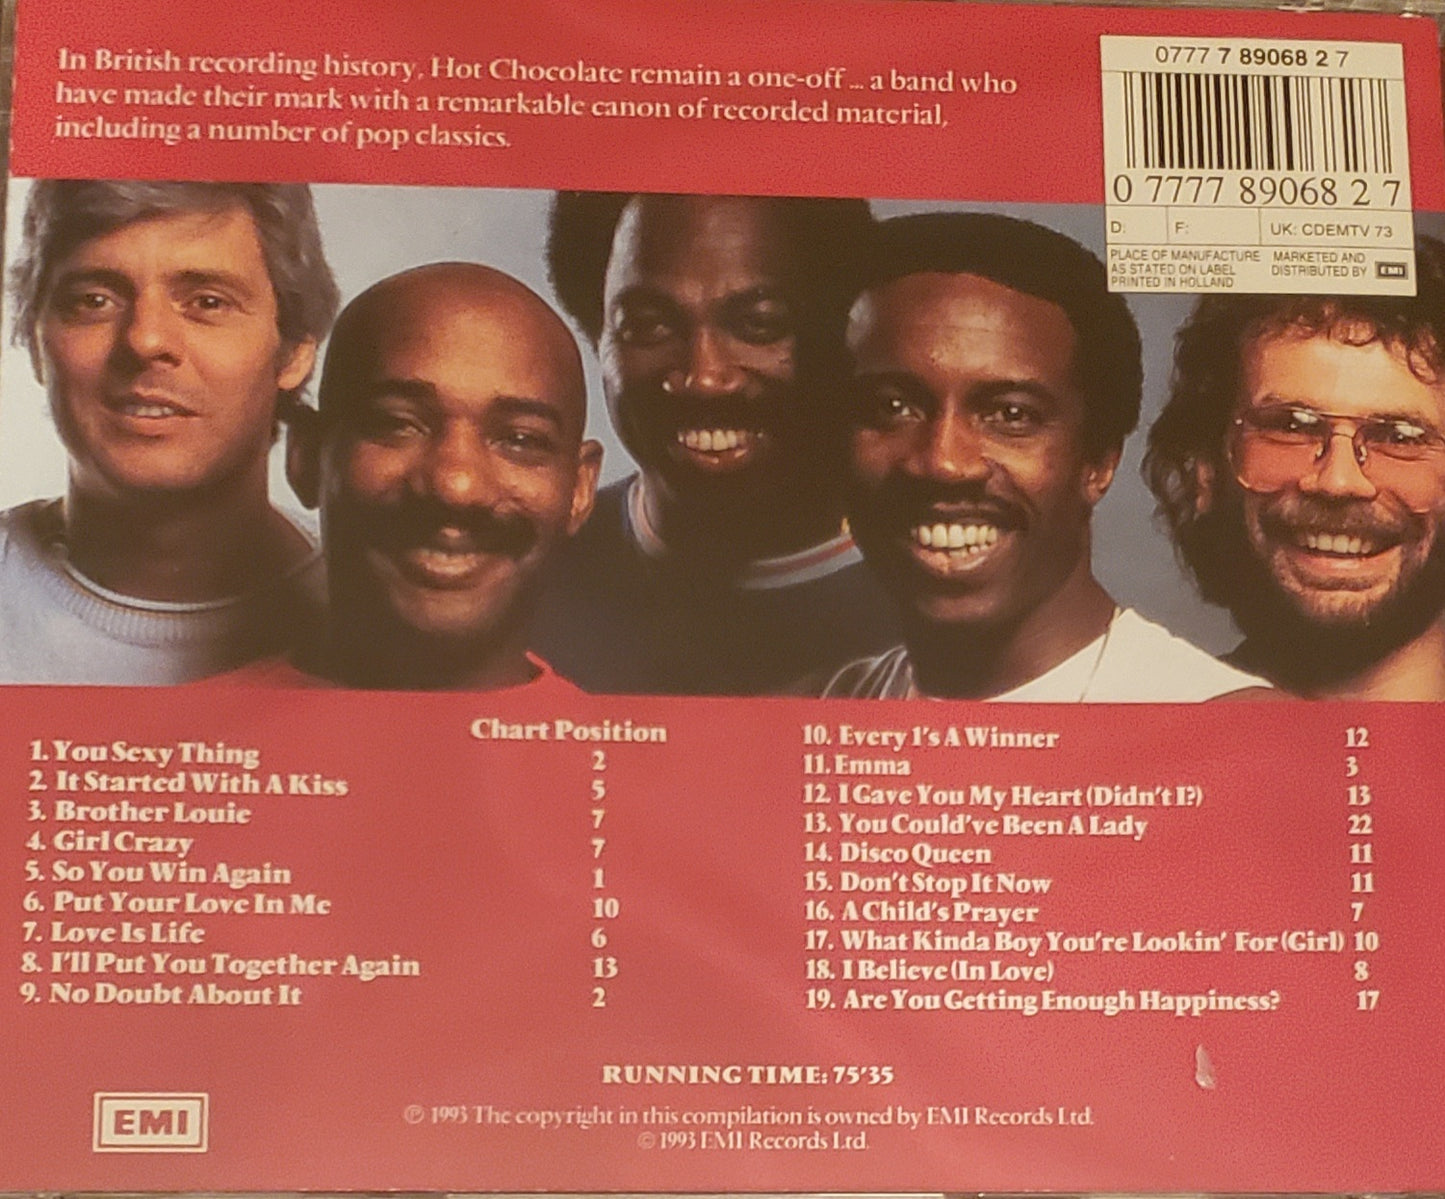 In British recording history, Hot Chocolate remain a one-off ... a band who
have made their mark with a remarkable canon of recorded material,
including a number of pop classics.
0777 7 89068 2 7
0 7777 89068 2 7
D: F: UK: CDEMTV 73
PLACE OF MANUFACTURE
AS STATED ON LABEL
PRINTED IN HOLLAND
MARKETED AND
DISTRIBUTED BY EMI
Chart Position
1. You Sexy Thing 2
2. It Started With A Kiss 5
3. Brother Louie 7
4. Girl Crazy 7
5. So You Win Again 1
6. Put Your Love In Me 10
7. Love Is Life 6
8. I'll Put You Together Again 13
9. No Doubt About It 2
10. Every 1's A Winner 12
11. Emma 3
12. I Gave You My Heart (Didn't I?) 13
13. You Could've Been A Lady 22
14. Disco Queen 11
15. Don't Stop It Now 11
16. A Child's Prayer 7
17. What Kinda Boy You're Lookin' For (Girl) 10
18. I Believe (In Love) 8
19. Are You Getting Enough Happiness? 17
RUNNING TIME: 75'35
EMI
℗ 1993 The copyright in this compilation is owned by EMI Records Ltd.
© 1993 EMI Records Ltd.